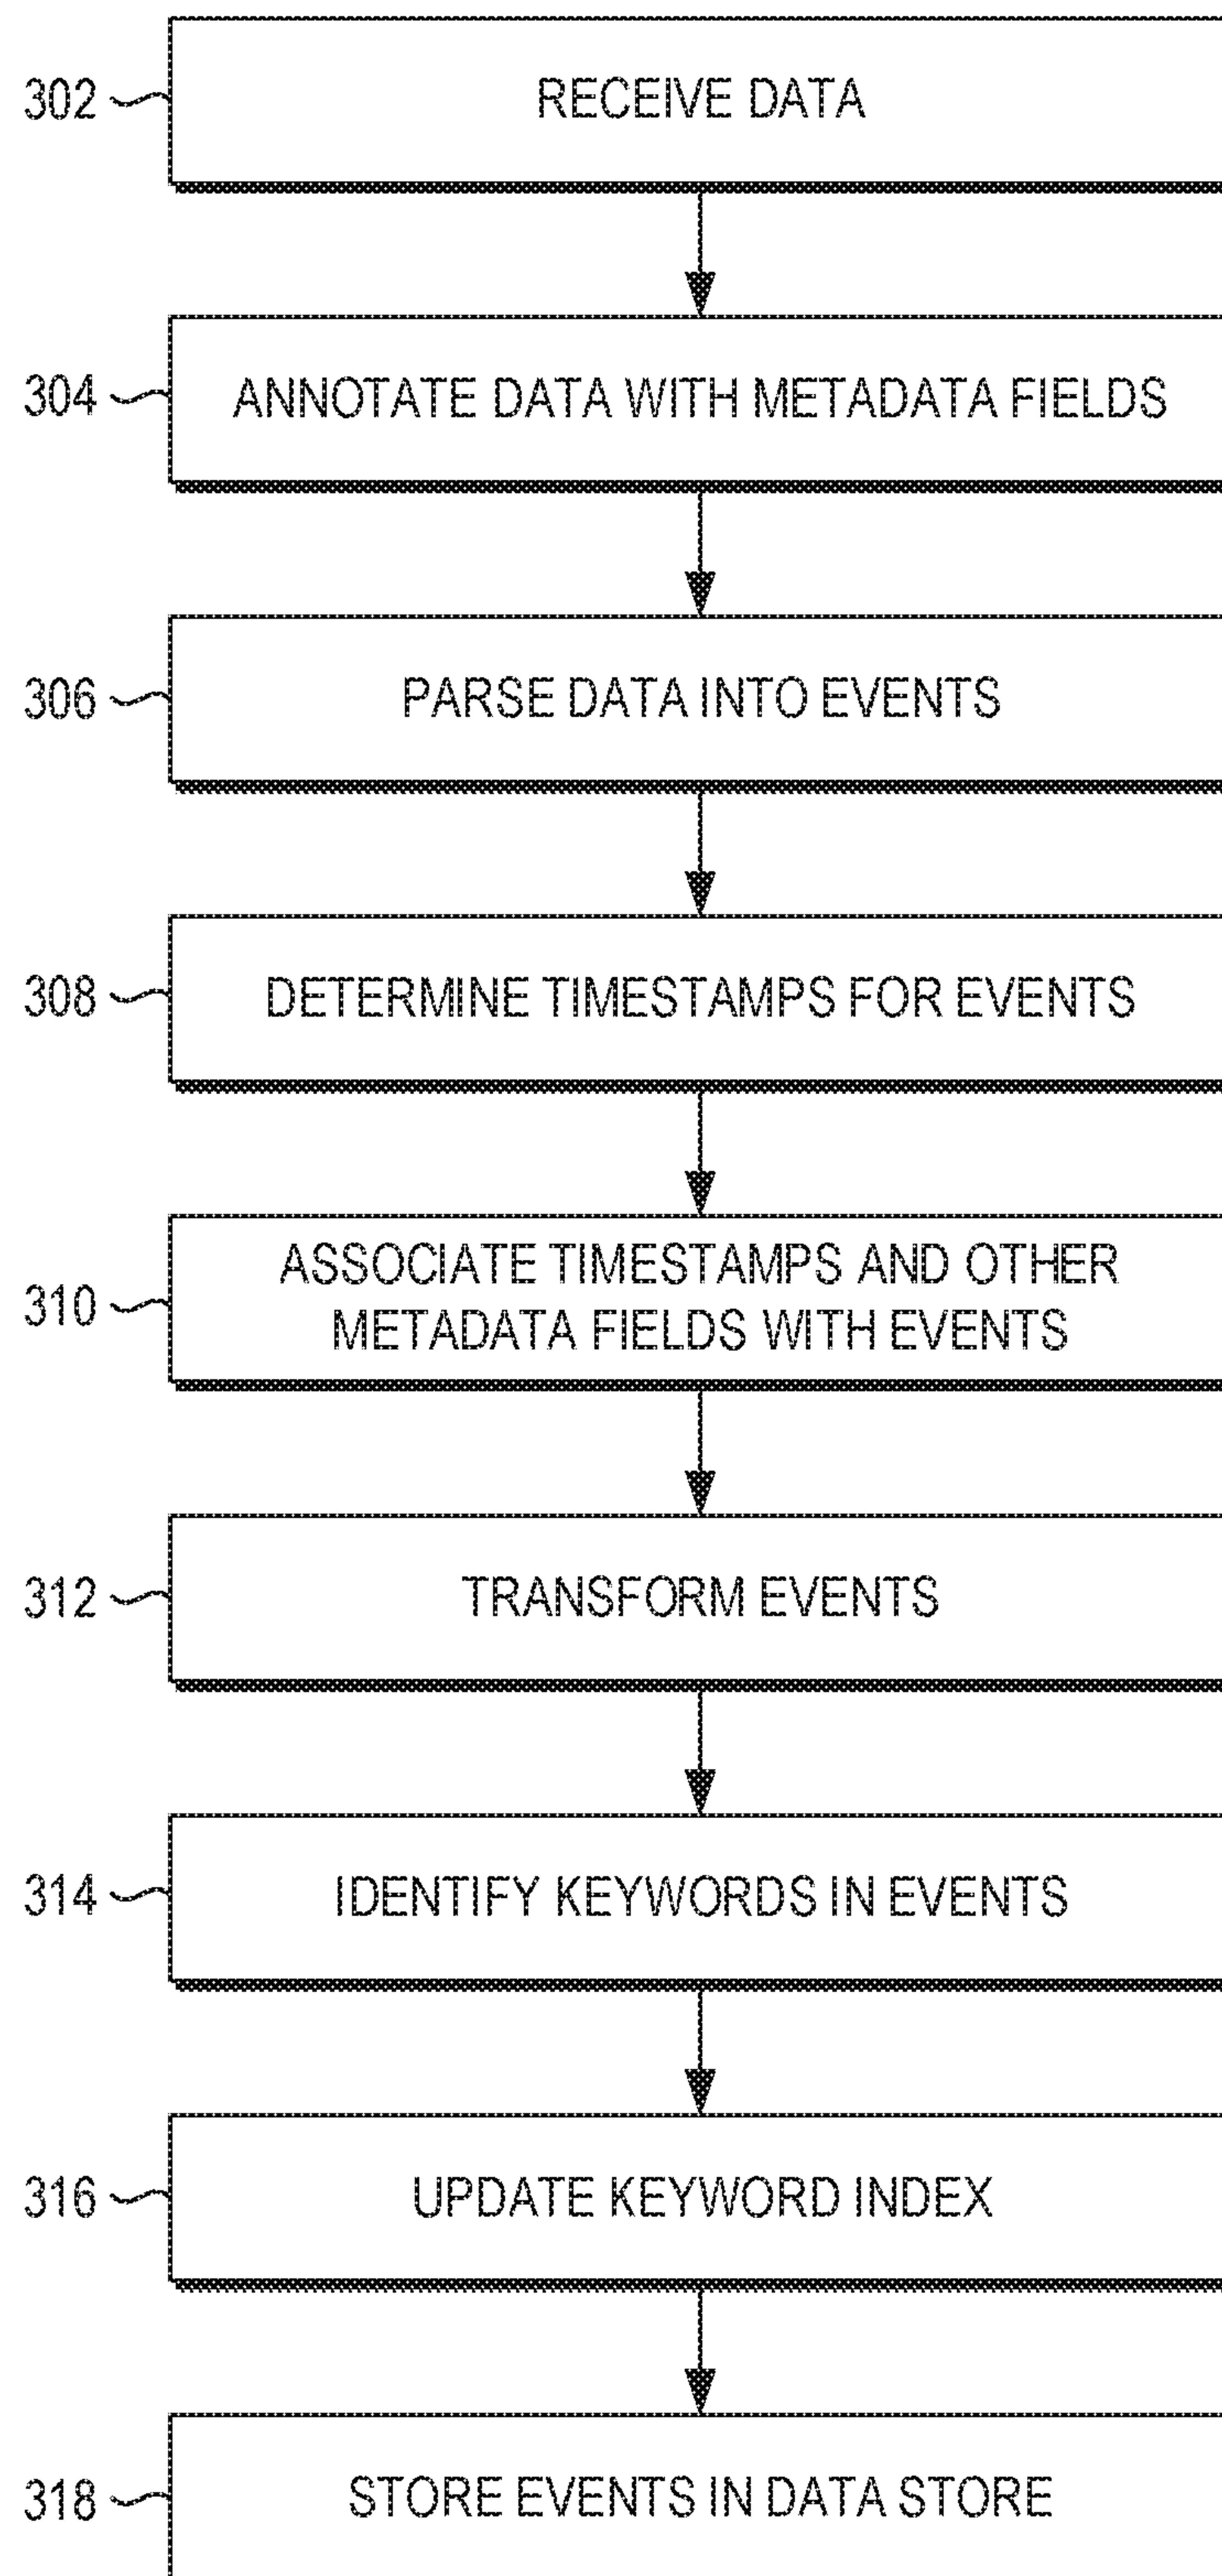 302 RECEIVE DATA
304 ANNOTATE DATA WITH METADATA FIELDS
306 PARSE DATA INTO EVENTS
308 DETERMINE TIMESTAMPS FOR EVENTS
310 ASSOCIATE TIMESTAMPS AND OTHER
METADATA FIELDS WITH EVENTS
312 TRANSFORM EVENTS
314 IDENTIFY KEYWORDS IN EVENTS
316 UPDATE KEYWORD INDEX
318 STORE EVENTS IN DATA STORE